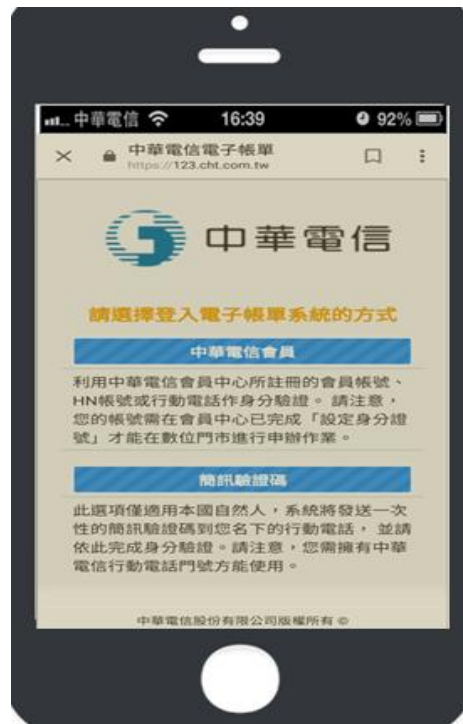 中華電信
16:39
92%
中華電信電子帳單
https://123.cht.com.tw
中華電信
請選擇登入電子帳單系統的方式
中華電信會員
利用中華電信會員中心所註冊的會員帳號、
HN帳號或行動電話作身分驗證。請注意，
您的帳號需在會員中心已完成「設定身分證
號」才能在數位門市進行申辦作業。
簡訊驗證碼
此選項僅適用本國自然人，系統將發送一次
性的簡訊驗證碼到您名下的行動電話， 並請
依此完成身分驗證。請注意，您需擁有中華
電信行動電話門號方能使用。
中華電信股份有限公司版權所有 ©